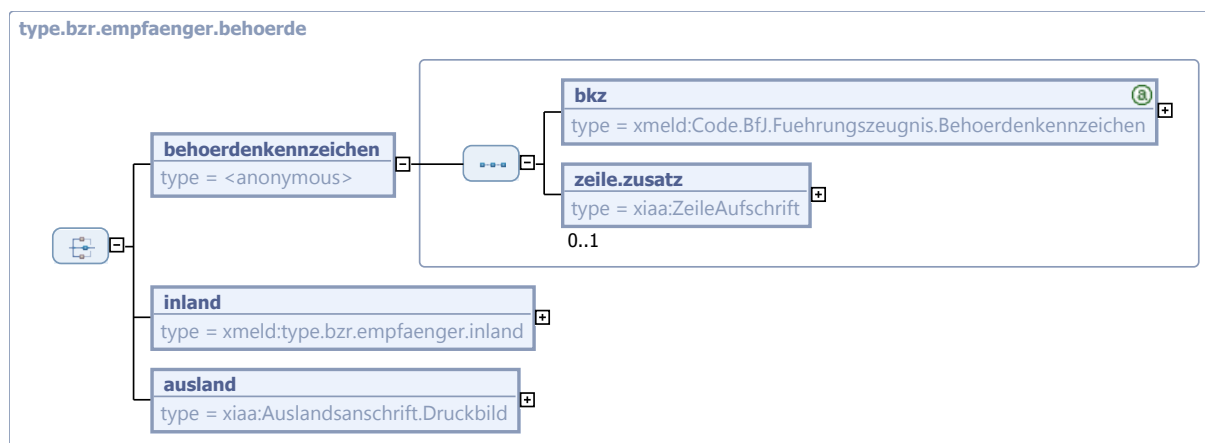 type.bzr.empfaenger.behoerde
bkz
a
type = xmeld:Code.BfJ.Fuehrungszeugnis.Behoerdenkennzeichen
behoerdenkennzeichen
type = <anonymous>
zeile.zusatz
type = xiaa:ZeileAufschrift
0..1
inland
type = xmeld:type.bzr.empfaenger.inland
ausland
type = xiaa:Auslandsanschrift.Druckbild